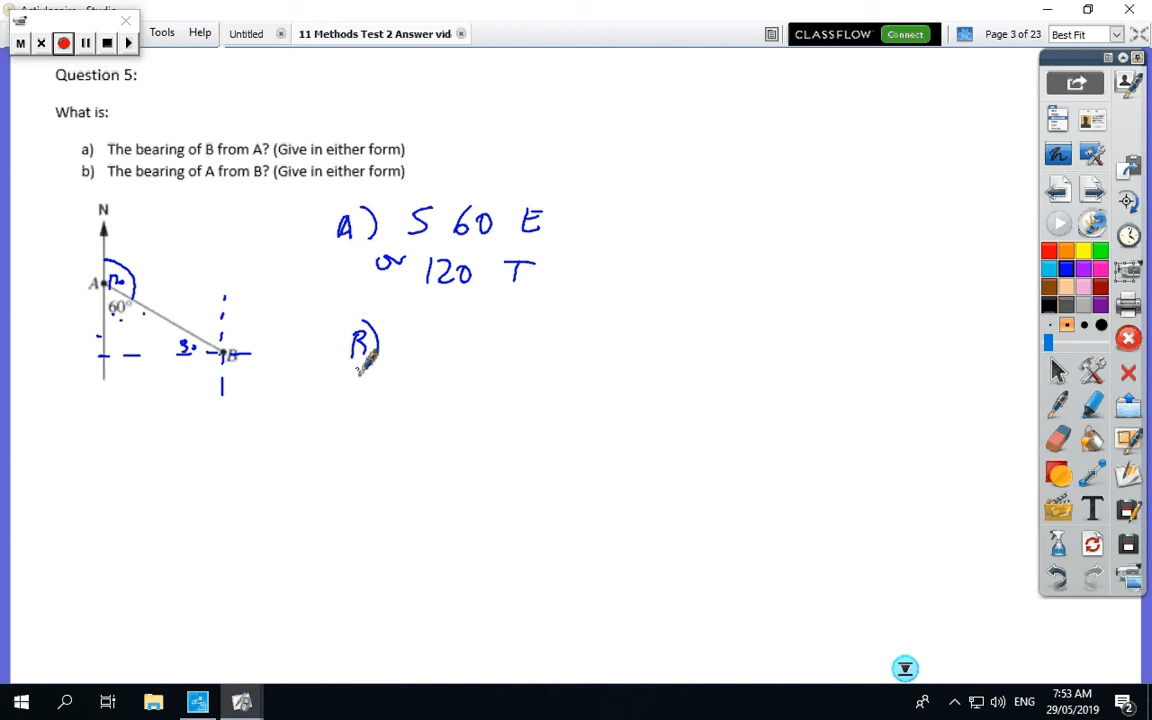 Tools Help Untitled 11 Methods Test 2 Answer vid CLASSFLOW Connect Page 3 of 23 Best Fit
M
Question 5:
What is:
a) The bearing of B from A? (Give in either form)
b) The bearing of A from B? (Give in either form)
N
A) S 60 E
or 120 T
A 120
60°
30 B
B)
T
7:53 AM
ENG
29/05/2019
2